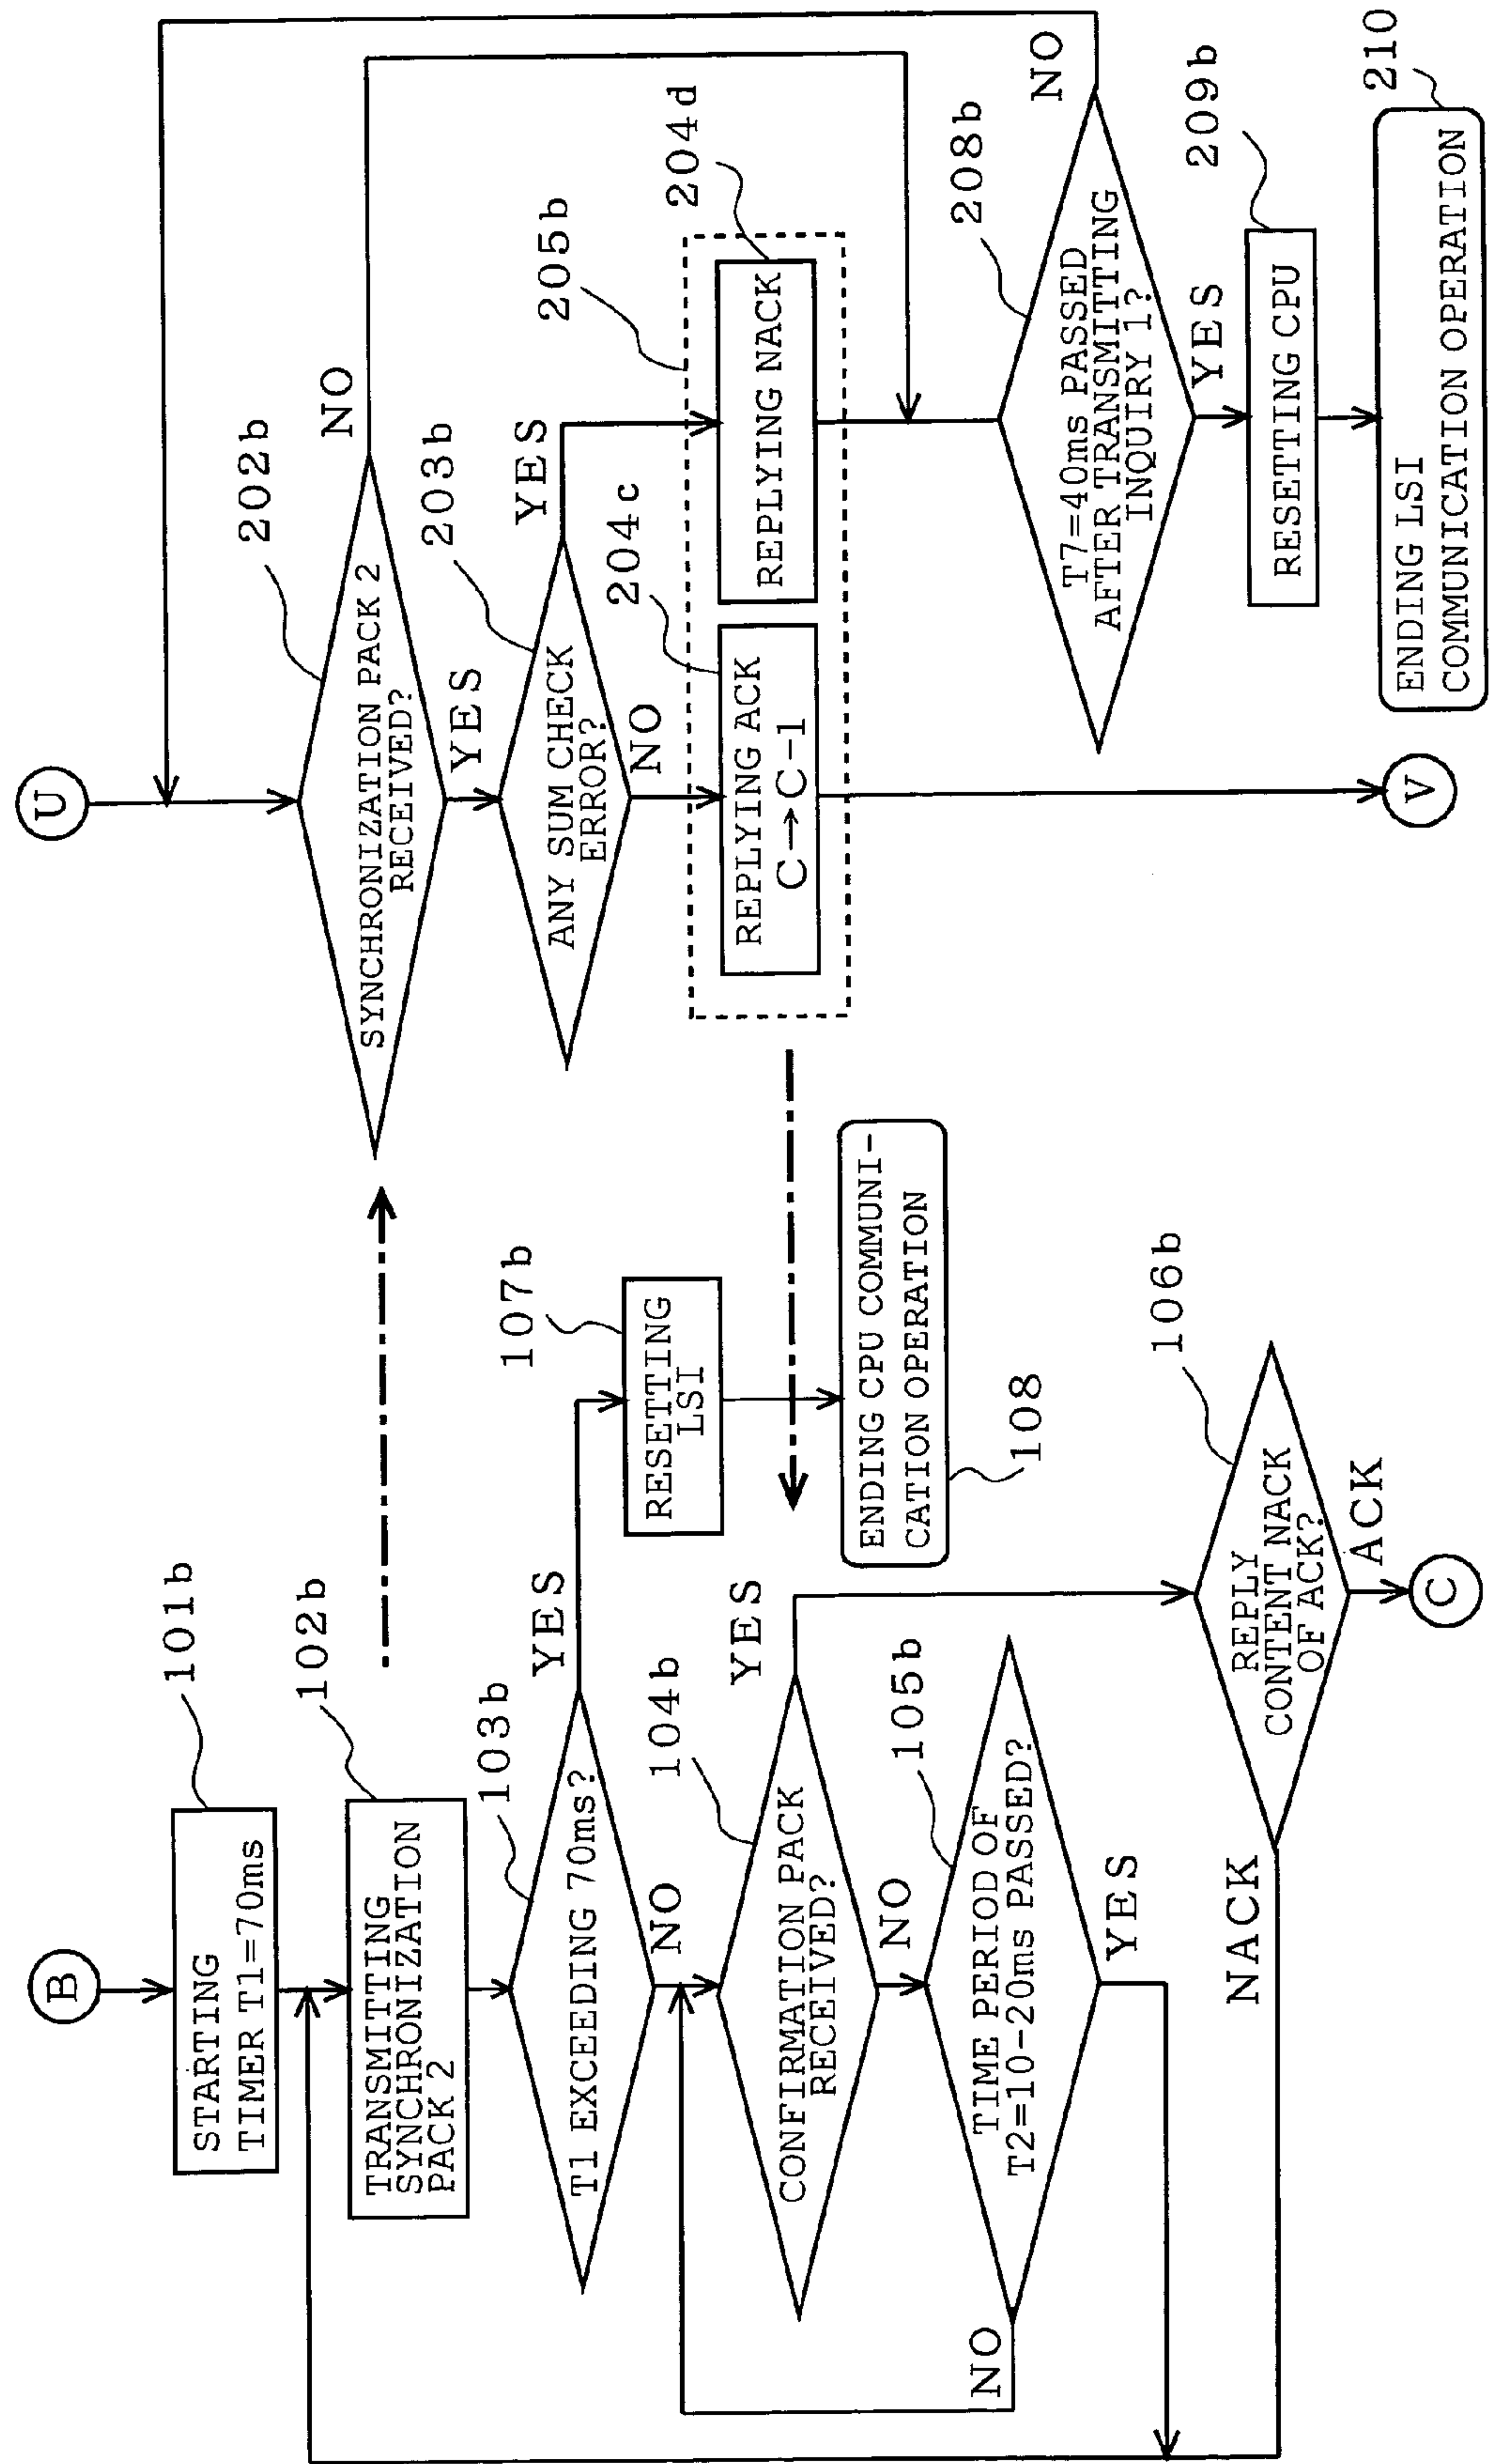 B
STARTING
TIMER T1=70ms
101b
TRANSMITTING
SYNCHRONIZATION
PACK 2
102b
T1 EXCEEDING 70ms?
103b
YES
NO
RESETTING
LSI
107b
ENDING CPU COMMUNI-
CATION OPERATION
108
CONFIRMATION PACK
RECEIVED?
104b
YES
NO
TIME PERIOD OF
T2=10-20ms PASSED?
105b
NO
YES
REPLY
CONTENT NACK
OF ACK?
106b
NACK
ACK
C
U
SYNCHRONIZATION PACK 2
RECEIVED?
202b
NO
YES
ANY SUM CHECK
ERROR?
203b
YES
NO
205b
REPLYING ACK
C→C-1
204c
REPLYING NACK
204d
T7=40ms PASSED
AFTER TRANSMITTING
INQUIRY 1?
208b
NO
YES
RESETTING CPU
209b
ENDING LSI
COMMUNICATION OPERATION
210
V